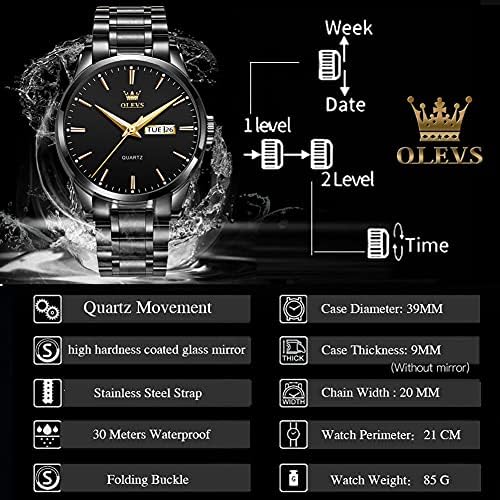 Week
Date
1 level
2 Level
Time
OLEVS
OLEVS
TUE 26
QUARTZ
Quartz Movement
high hardness coated glass mirror
Stainless Steel Strap
30 Meters Waterproof
Folding Buckle
Case Diameter: 39MM
THICK
Case Thickness: 9MM
(Without mirror)
WIDTH
Chain Width : 20 MM
Watch Perimeter: 21 CM
Watch Weight: 85 G
S
S